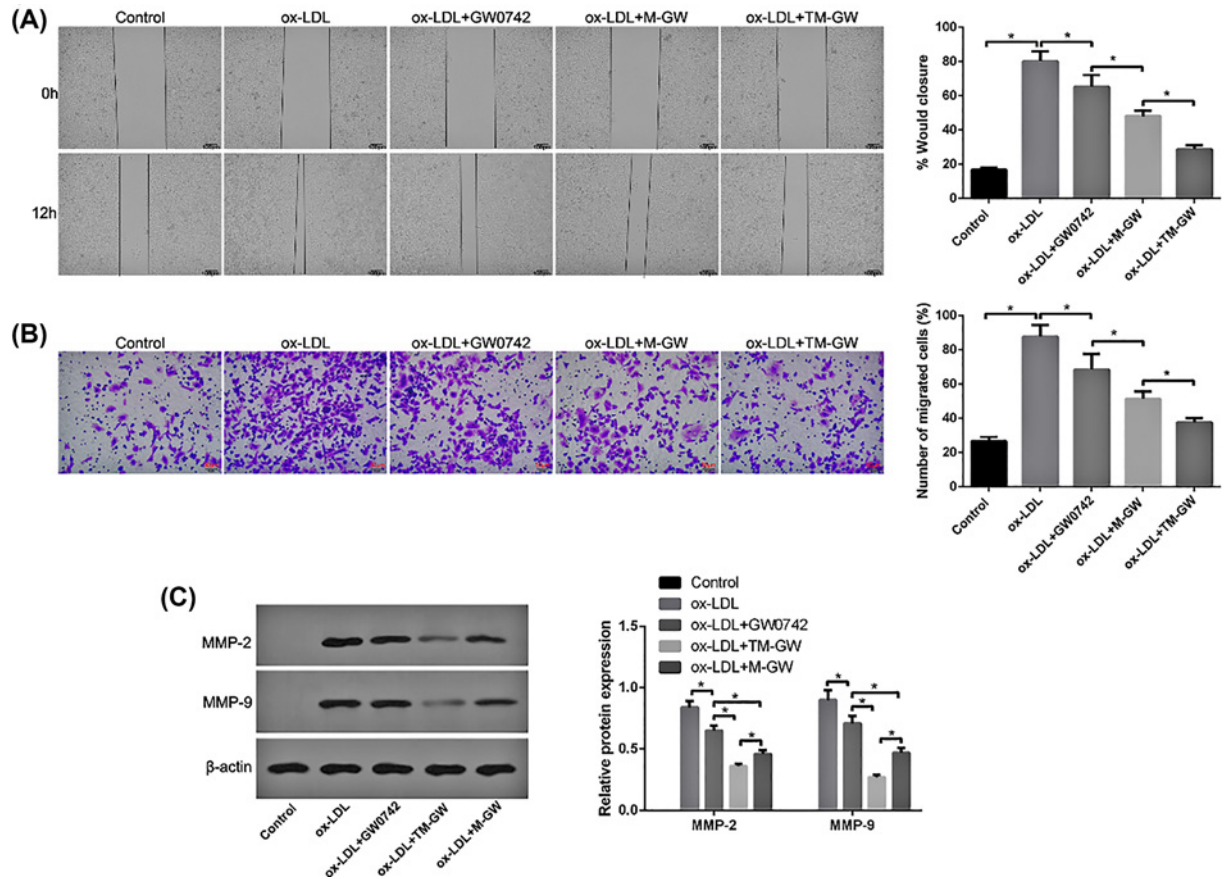 (A)
Control ox-LDL ox-LDL+GW0742 ox-LDL+M-GW ox-LDL+TM-GW
0h
12h
% Would closure
100
80
60
40
20
0
* * * *
Control ox-LDL ox-LDL+GW0742 ox-LDL+M-GW ox-LDL+TM-GW
(B)
Control ox-LDL ox-LDL+GW0742 ox-LDL+M-GW ox-LDL+TM-GW
Number of migrated cells (%)
100
80
60
40
20
0
* * * *
Control ox-LDL ox-LDL+GW0742 ox-LDL+M-GW ox-LDL+TM-GW
(C)
MMP-2
MMP-9
β-actin
Control ox-LDL ox-LDL+GW0742 ox-LDL+TM-GW ox-LDL+M-GW
Control
ox-LDL
ox-LDL+GW0742
ox-LDL+TM-GW
ox-LDL+M-GW
Relative protein expression
1.5
1.0
0.5
0.0
* * * * * * * *
MMP-2 MMP-9